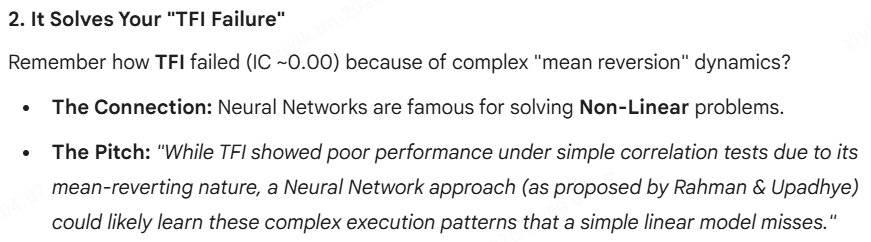 2. It Solves Your "TFI Failure"
Remember how TFI failed (IC ~0.00) because of complex "mean reversion" dynamics?
• The Connection: Neural Networks are famous for solving Non-Linear problems.
• The Pitch: "While TFI showed poor performance under simple correlation tests due to its
mean-reverting nature, a Neural Network approach (as proposed by Rahman & Upadhye)
could likely learn these complex execution patterns that a simple linear model misses."